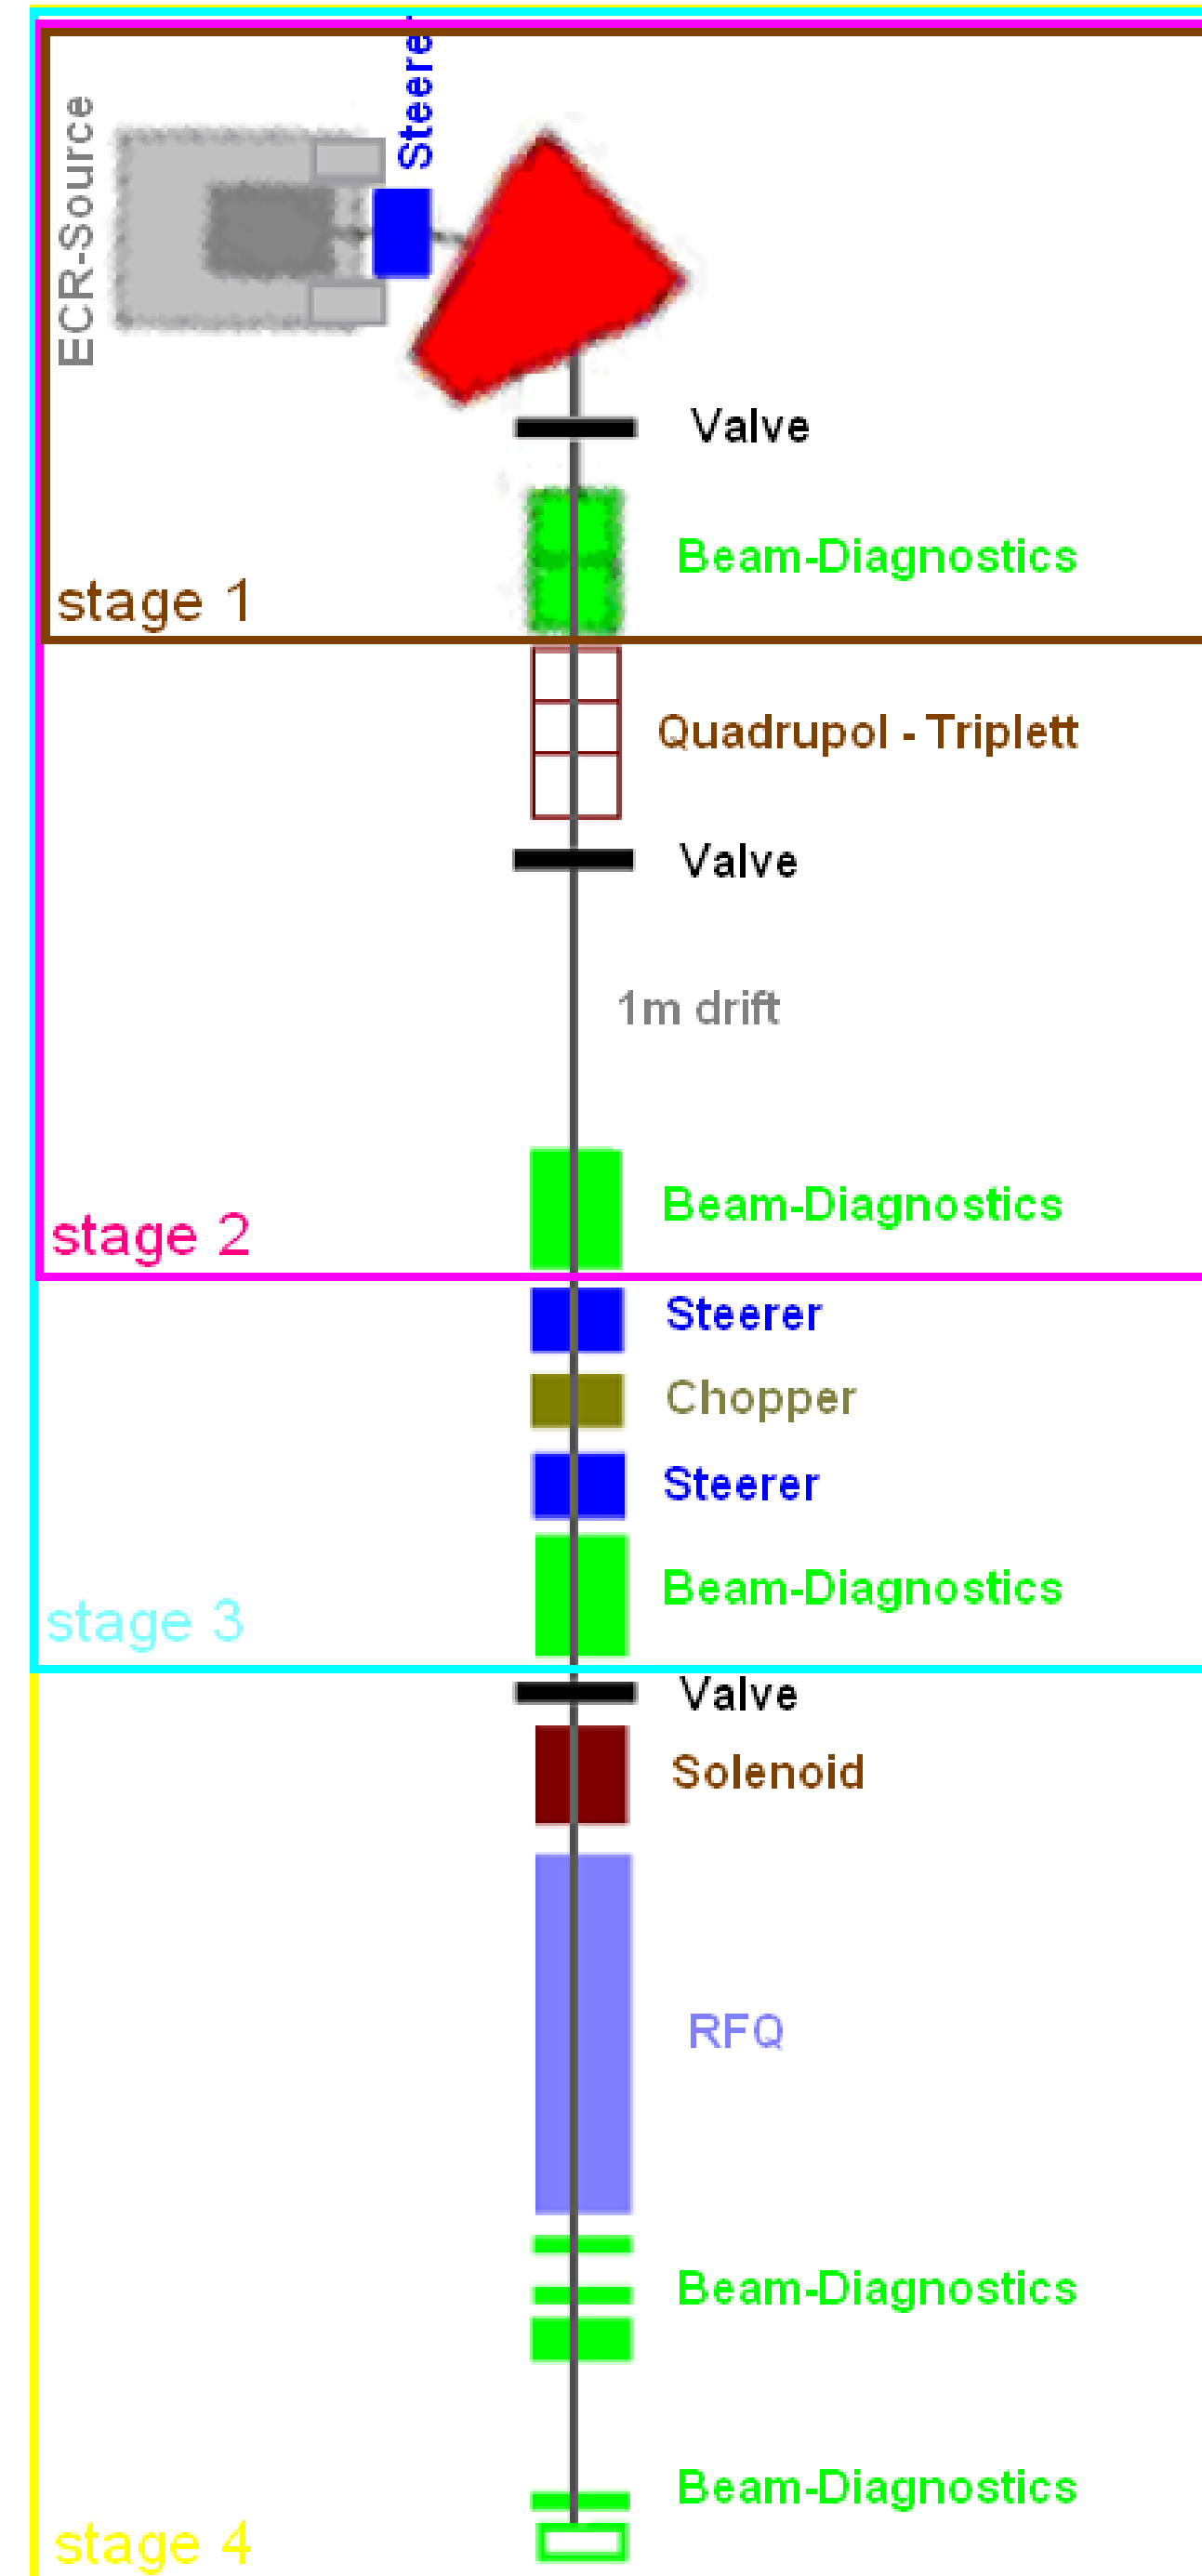 ECR-Source
Steere
Valve
Beam-Diagnostics
stage 1
Quadrupol - Triplett
Valve
1m drift
Beam-Diagnostics
stage 2
Steerer
Chopper
Steerer
Beam-Diagnostics
stage 3
Valve
Solenoid
RFQ
Beam-Diagnostics
Beam-Diagnostics
stage 4